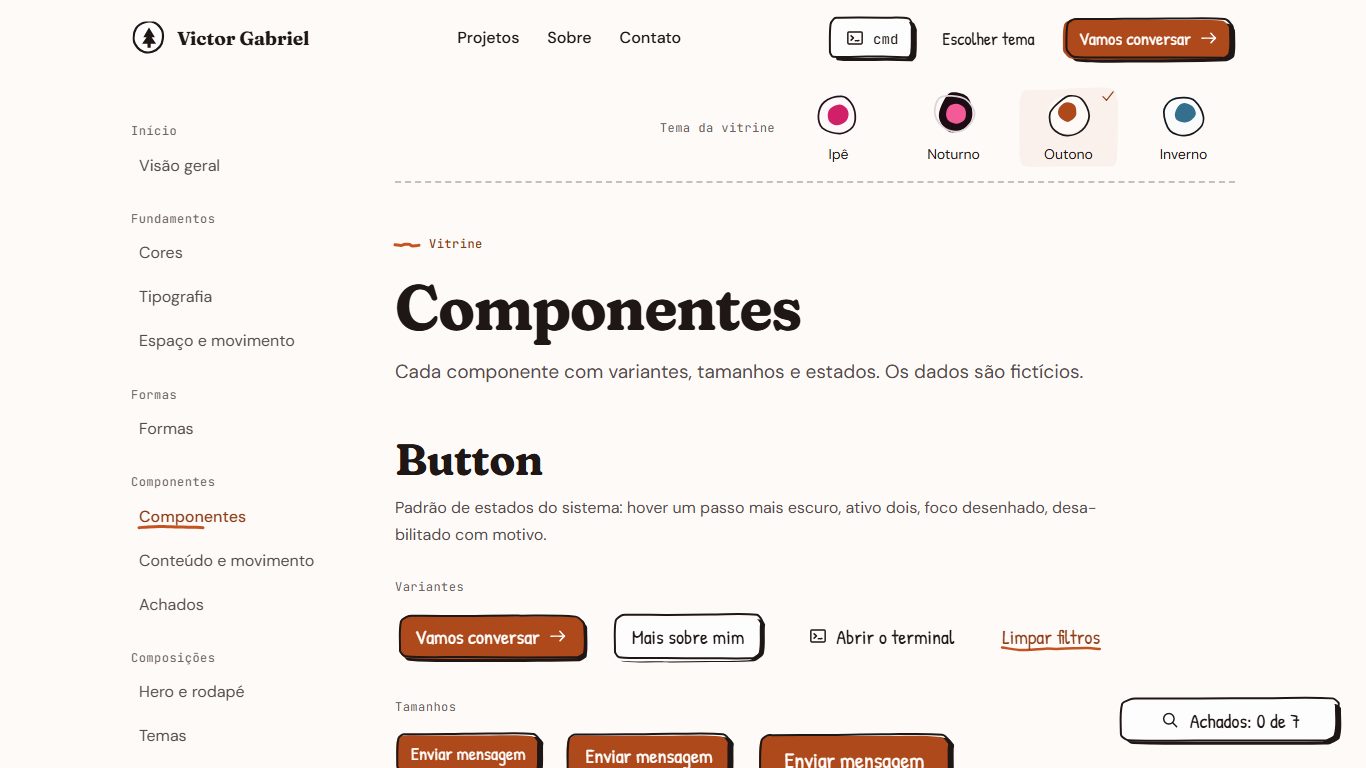 Victor Gabriel
Projetos
Sobre
Contato
cmd
Escolher tema
Vamos conversar
Tema da vitrine
Ipê
Noturno
Outono
Inverno
Início
Visão geral
Fundamentos
Cores
Tipografia
Espaço e movimento
Formas
Formas
Componentes
Componentes
Conteúdo e movimento
Achados
Composições
Hero e rodapé
Temas
Vitrine
Componentes
Cada componente com variantes, tamanhos e estados. Os dados são fictícios.
Button
Padrão de estados do sistema: hover um passo mais escuro, ativo dois, foco desenhado, desa-
bilitado com motivo.
Variantes
Vamos conversar
Mais sobre mim
Abrir o terminal
Limpar filtros
Tamanhos
Enviar mensagem
Enviar mensagem
Enviar mensagem
Achados: 0 de 7